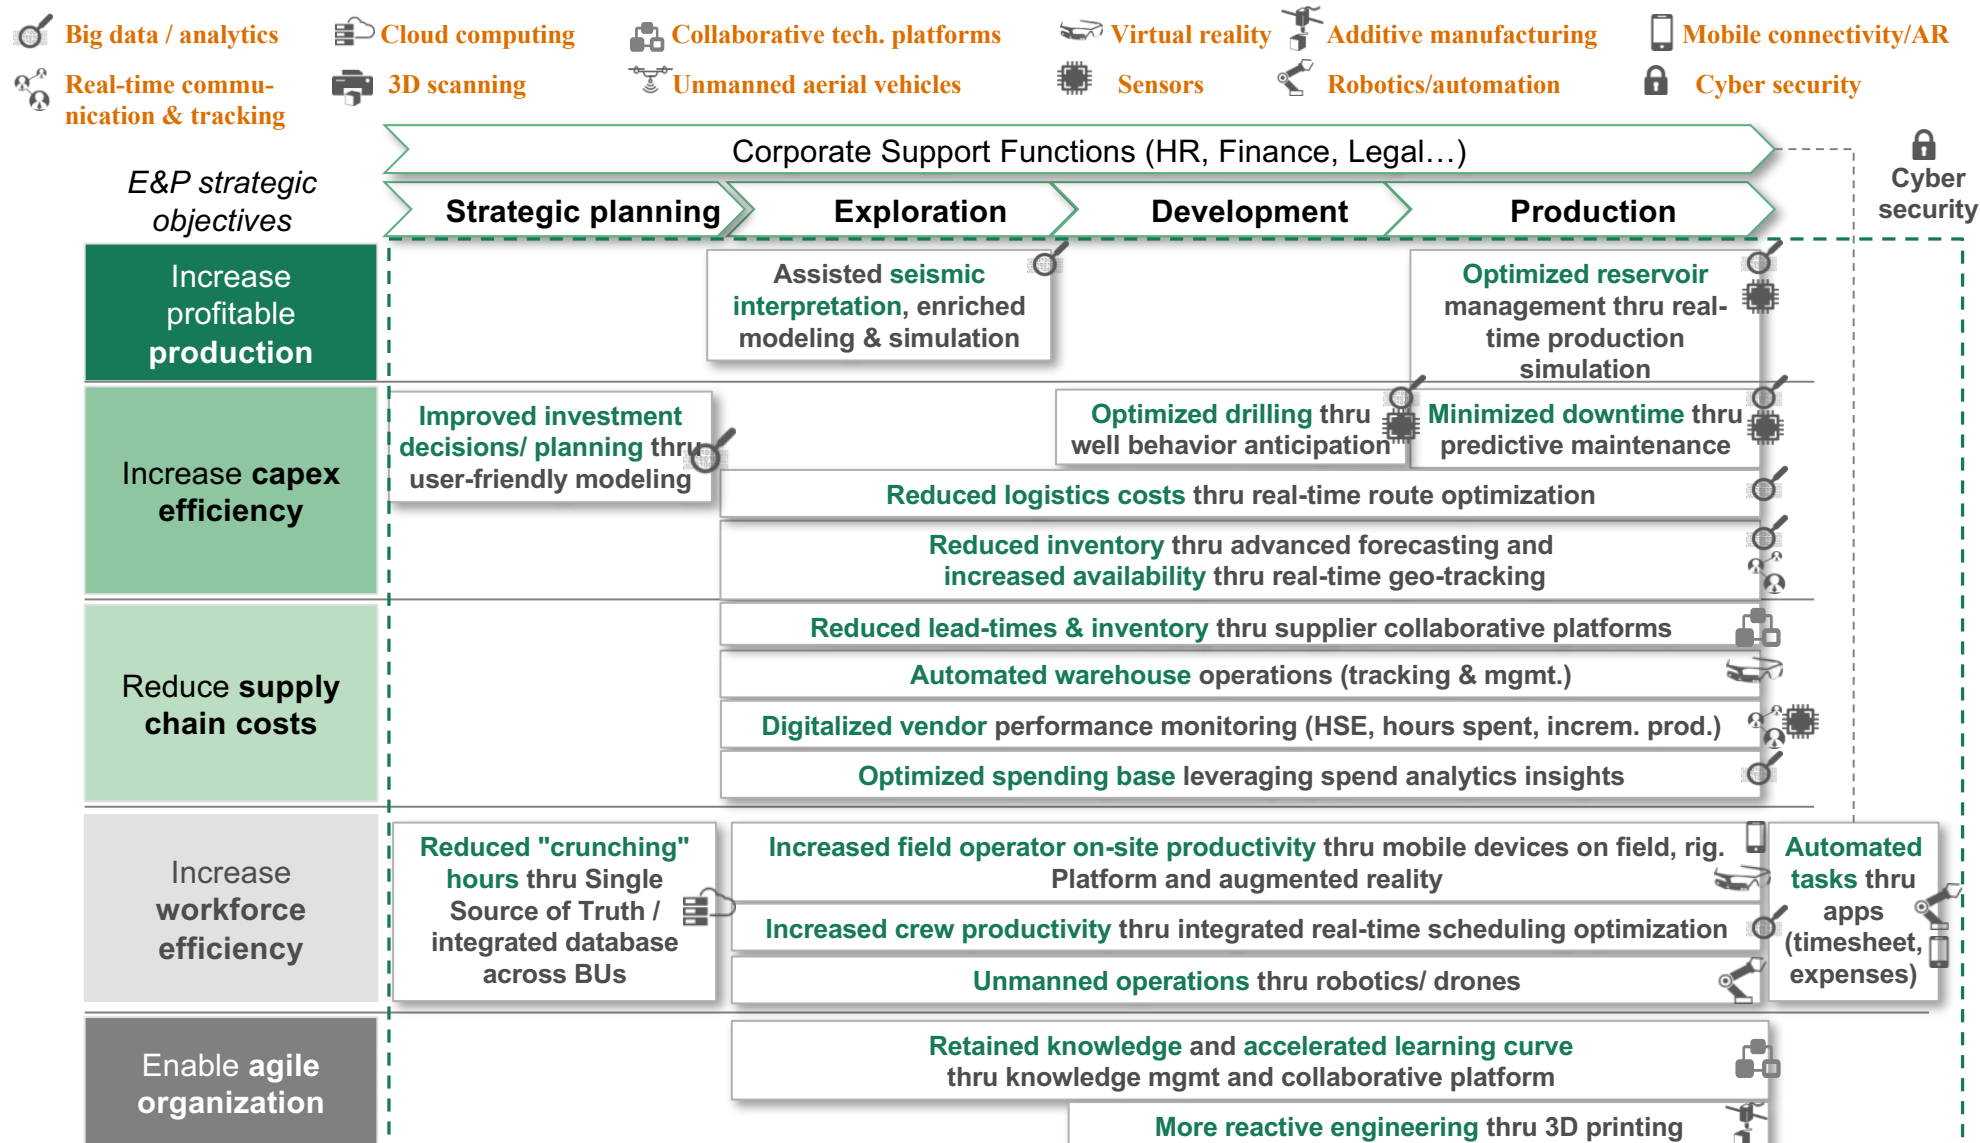 Big data / analytics
Cloud computing
Collaborative tech. platforms
Virtual reality
Additive manufacturing
Mobile connectivity/AR
Real-time commu-
nication & tracking
3D scanning
Unmanned aerial vehicles
Sensors
Robotics/automation
Cyber security
Corporate Support Functions (HR, Finance, Legal…)
Cyber
security
E&P strategic
objectives
Strategic planning
Exploration
Development
Production
Increase
profitable
production
Assisted seismic
interpretation, enriched
modeling & simulation
Optimized reservoir
management thru real-
time production
simulation
Increase capex
efficiency
Improved investment
decisions/ planning thru
user-friendly modeling
Optimized drilling thru
well behavior anticipation
Minimized downtime thru
predictive maintenance
Reduced logistics costs thru real-time route optimization
Reduced inventory thru advanced forecasting and
increased availability thru real-time geo-tracking
Reduce supply
chain costs
Reduced lead-times & inventory thru supplier collaborative platforms
Automated warehouse operations (tracking & mgmt.)
Digitalized vendor performance monitoring (HSE, hours spent, increm. prod.)
Optimized spending base leveraging spend analytics insights
Increase
workforce
efficiency
Reduced "crunching"
hours thru Single
Source of Truth /
integrated database
across BUs
Increased field operator on-site productivity thru mobile devices on field, rig.
Platform and augmented reality
Increased crew productivity thru integrated real-time scheduling optimization
Unmanned operations thru robotics/ drones
Automated
tasks thru
apps
(timesheet,
expenses)
Enable agile
organization
Retained knowledge and accelerated learning curve
thru knowledge mgmt and collaborative platform
More reactive engineering thru 3D printing